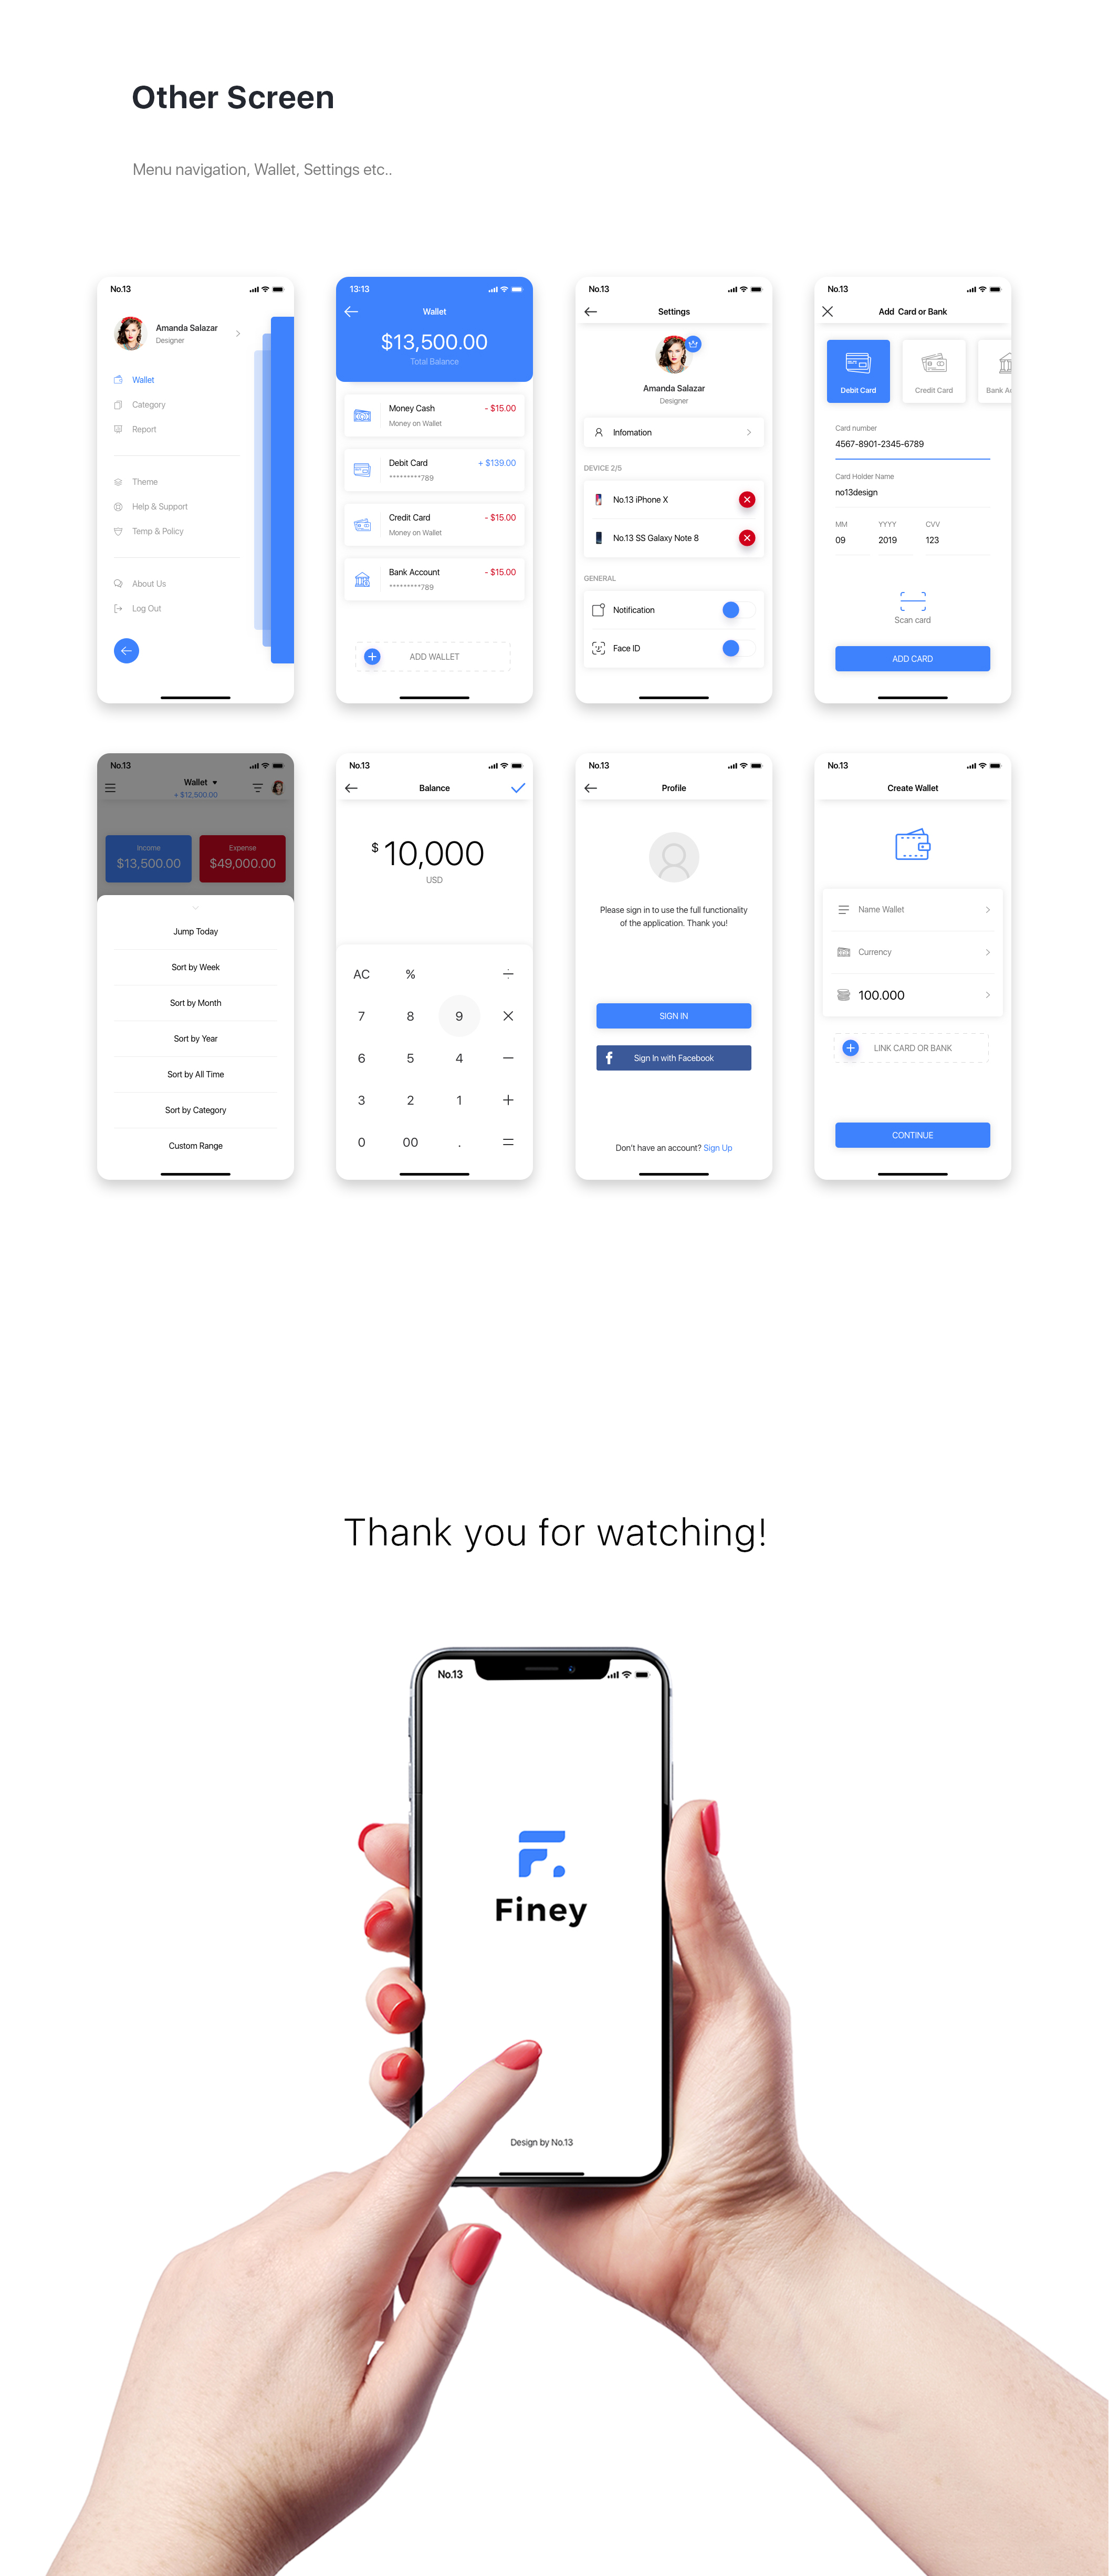 Other Screen
Menu navigation, Wallet, Settings etc..
No.13
Amanda Salazar
Designer
Wallet
Category
Report
Theme
Help & Support
Temp & Policy
About Us
Log Out
13:13
Wallet
$13,500.00
Total Balance
Money Cash
- $15.00
Money on Wallet
Debit Card
+ $139.00
*********789
Credit Card
- $15.00
Money on Wallet
Bank Account
- $15.00
*********789
ADD WALLET
No.13
Settings
Amanda Salazar
Designer
Infomation
DEVICE 2/5
No.13 iPhone X
No.13 SS Galaxy Note 8
GENERAL
Notification
Face ID
No.13
Add Card or Bank
Debit Card
Credit Card
Bank A
Card number
4567-8901-2345-6789
Card Holder Name
no13design
MM YYYY CVV
09 2019 123
Scan card
ADD CARD
No.13
Wallet
+ $12,500.00
Income
$13,500.00
Expense
$49,000.00
Jump Today
Sort by Week
Sort by Month
Sort by Year
Sort by All Time
Sort by Category
Custom Range
No.13
Balance
$ 10,000
USD
AC % ÷
7 8 9 ×
6 5 4 −
3 2 1 +
0 00 . =
No.13
Profile
Please sign in to use the full functionality
of the application. Thank you!
SIGN IN
f Sign In with Facebook
Don't have an account? Sign Up
No.13
Create Wallet
Name Wallet
Currency
100.000
LINK CARD OR BANK
CONTINUE
Thank you for watching!
No.13
Finey
Design by No.13